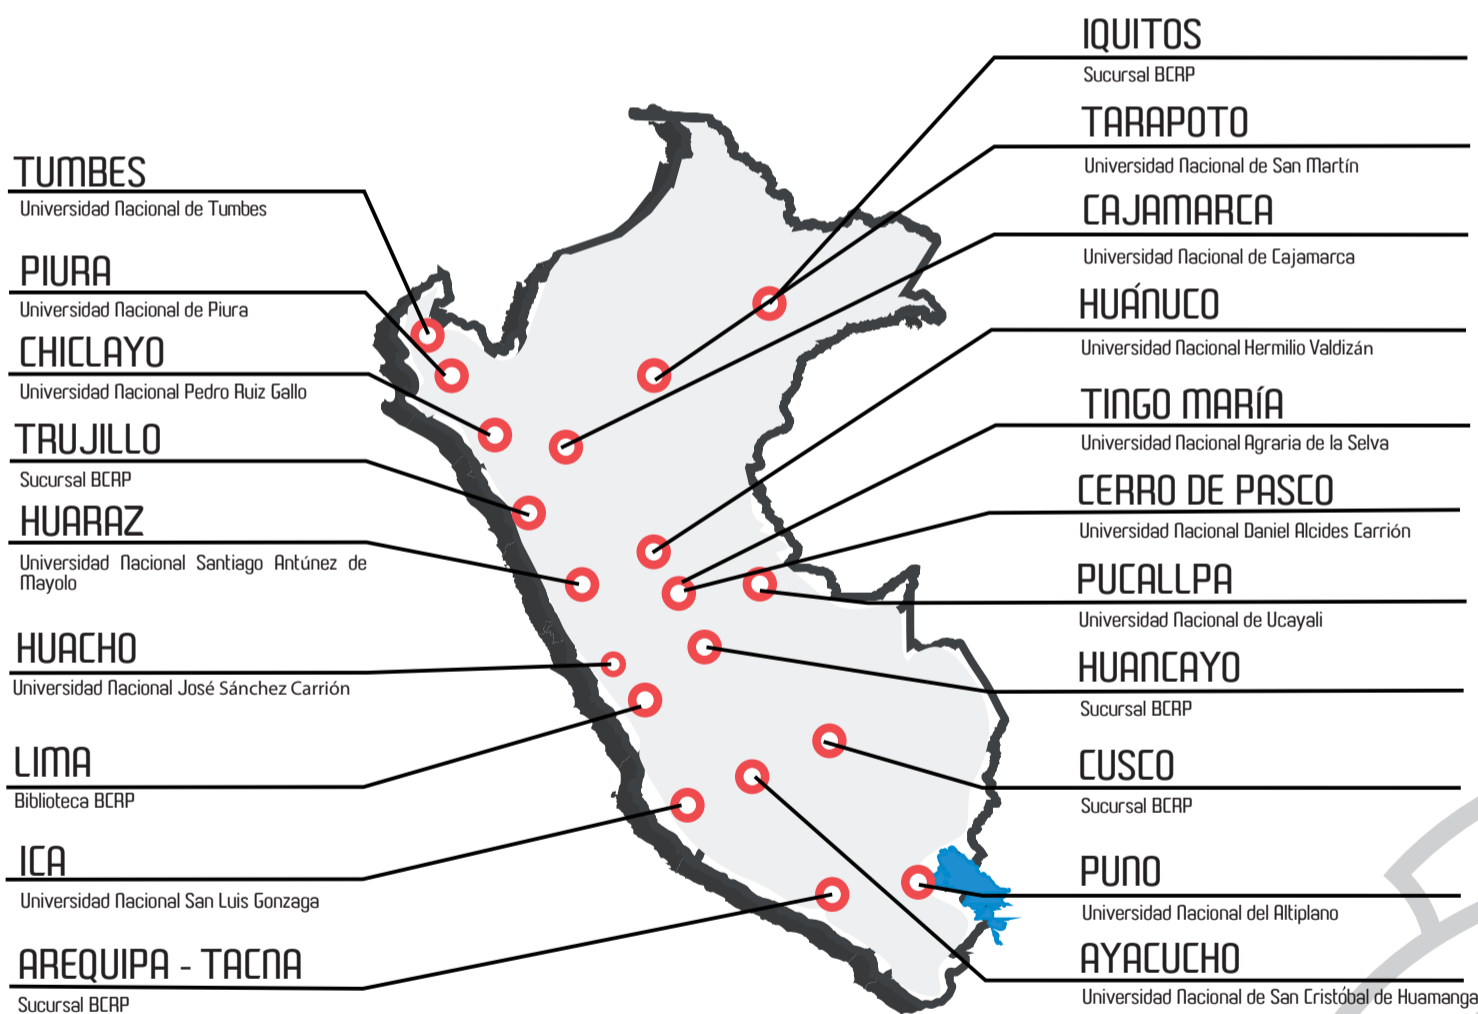 TUMBES
Universidad Nacional de Tumbes
PIURA
Universidad Nacional de Piura
CHICLAYO
Universidad Nacional Pedro Ruiz Gallo
TRUJILLO
Sucursal BCRP
HUARAZ
Universidad Nacional Santiago Antúnez de
Mayolo
HUACHO
Universidad Nacional José Sánchez Carrión
LIMA
Biblioteca BCRP
ICA
Universidad Nacional San Luis Gonzaga
AREQUIPA - TACNA
Sucursal BCRP
IQUITOS
Sucursal BCRP
TARAPOTO
Universidad Nacional de San Martín
CAJAMARCA
Universidad Nacional de Cajamarca
HUÁNUCO
Universidad Nacional Hermilio Valdizán
TINGO MARÍA
Universidad Nacional Agraria de la Selva
CERRO DE PASCO
Universidad Nacional Daniel Alcides Carrión
PUCALLPA
Universidad Nacional de Ucayali
HUANCAYO
Sucursal BCRP
CUSCO
Sucursal BCRP
PUNO
Universidad Nacional del Altiplano
AYACUCHO
Universidad Nacional de San Cristóbal de Huamanga